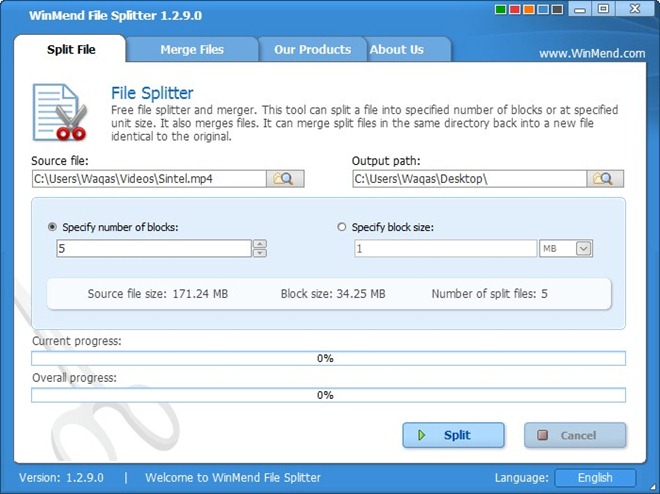 WinMend File Splitter 1.2.9.0
Split File Merge Files Our Products About Us
www.WinMend.com
File Splitter
Free file splitter and merger. This tool can split a file into specified number of blocks or at specified
unit size. It also merges files. It can merge split files in the same directory back into a new file
identical to the original.
Source file: Output path:
C:\Users\Waqas\Videos\Sintel.mp4 C:\Users\Waqas\Desktop\
Specify number of blocks: Specify block size:
5 1 MB
Source file size: 171.24 MB Block size: 34.25 MB Number of split files: 5
Current progress:
0%
Overall progress:
0%
Split Cancel
Version: 1.2.9.0 | Welcome to WinMend File Splitter Language: English